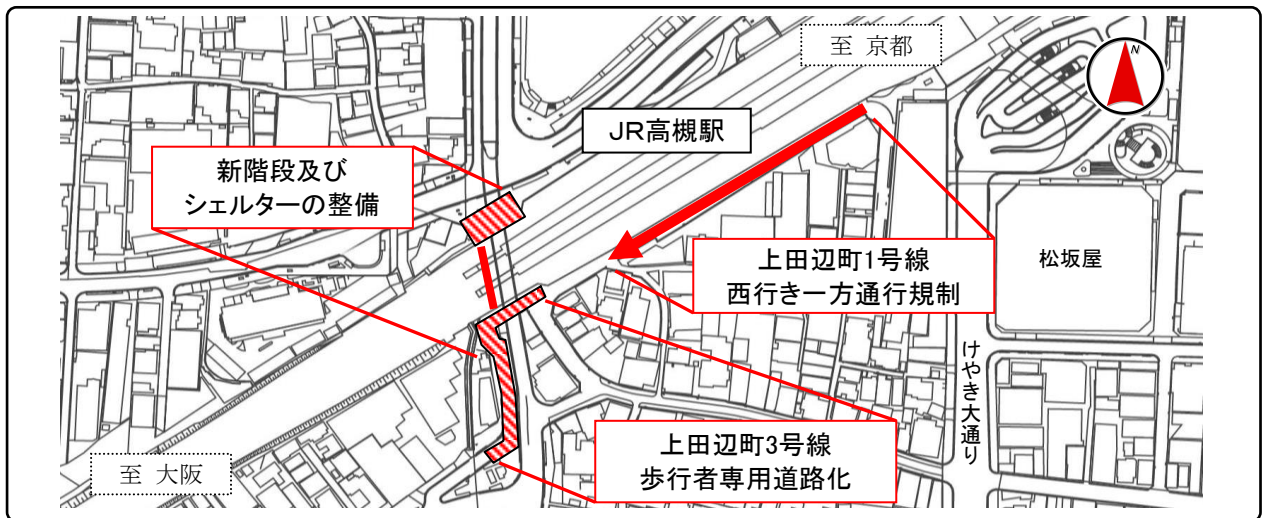 至 京都
N
JR高槻駅
新階段及び
シェルターの整備
上田辺町1号線
西行き一方通行規制
松坂屋
けやき大通り
上田辺町3号線
歩行者専用道路化
至 大阪